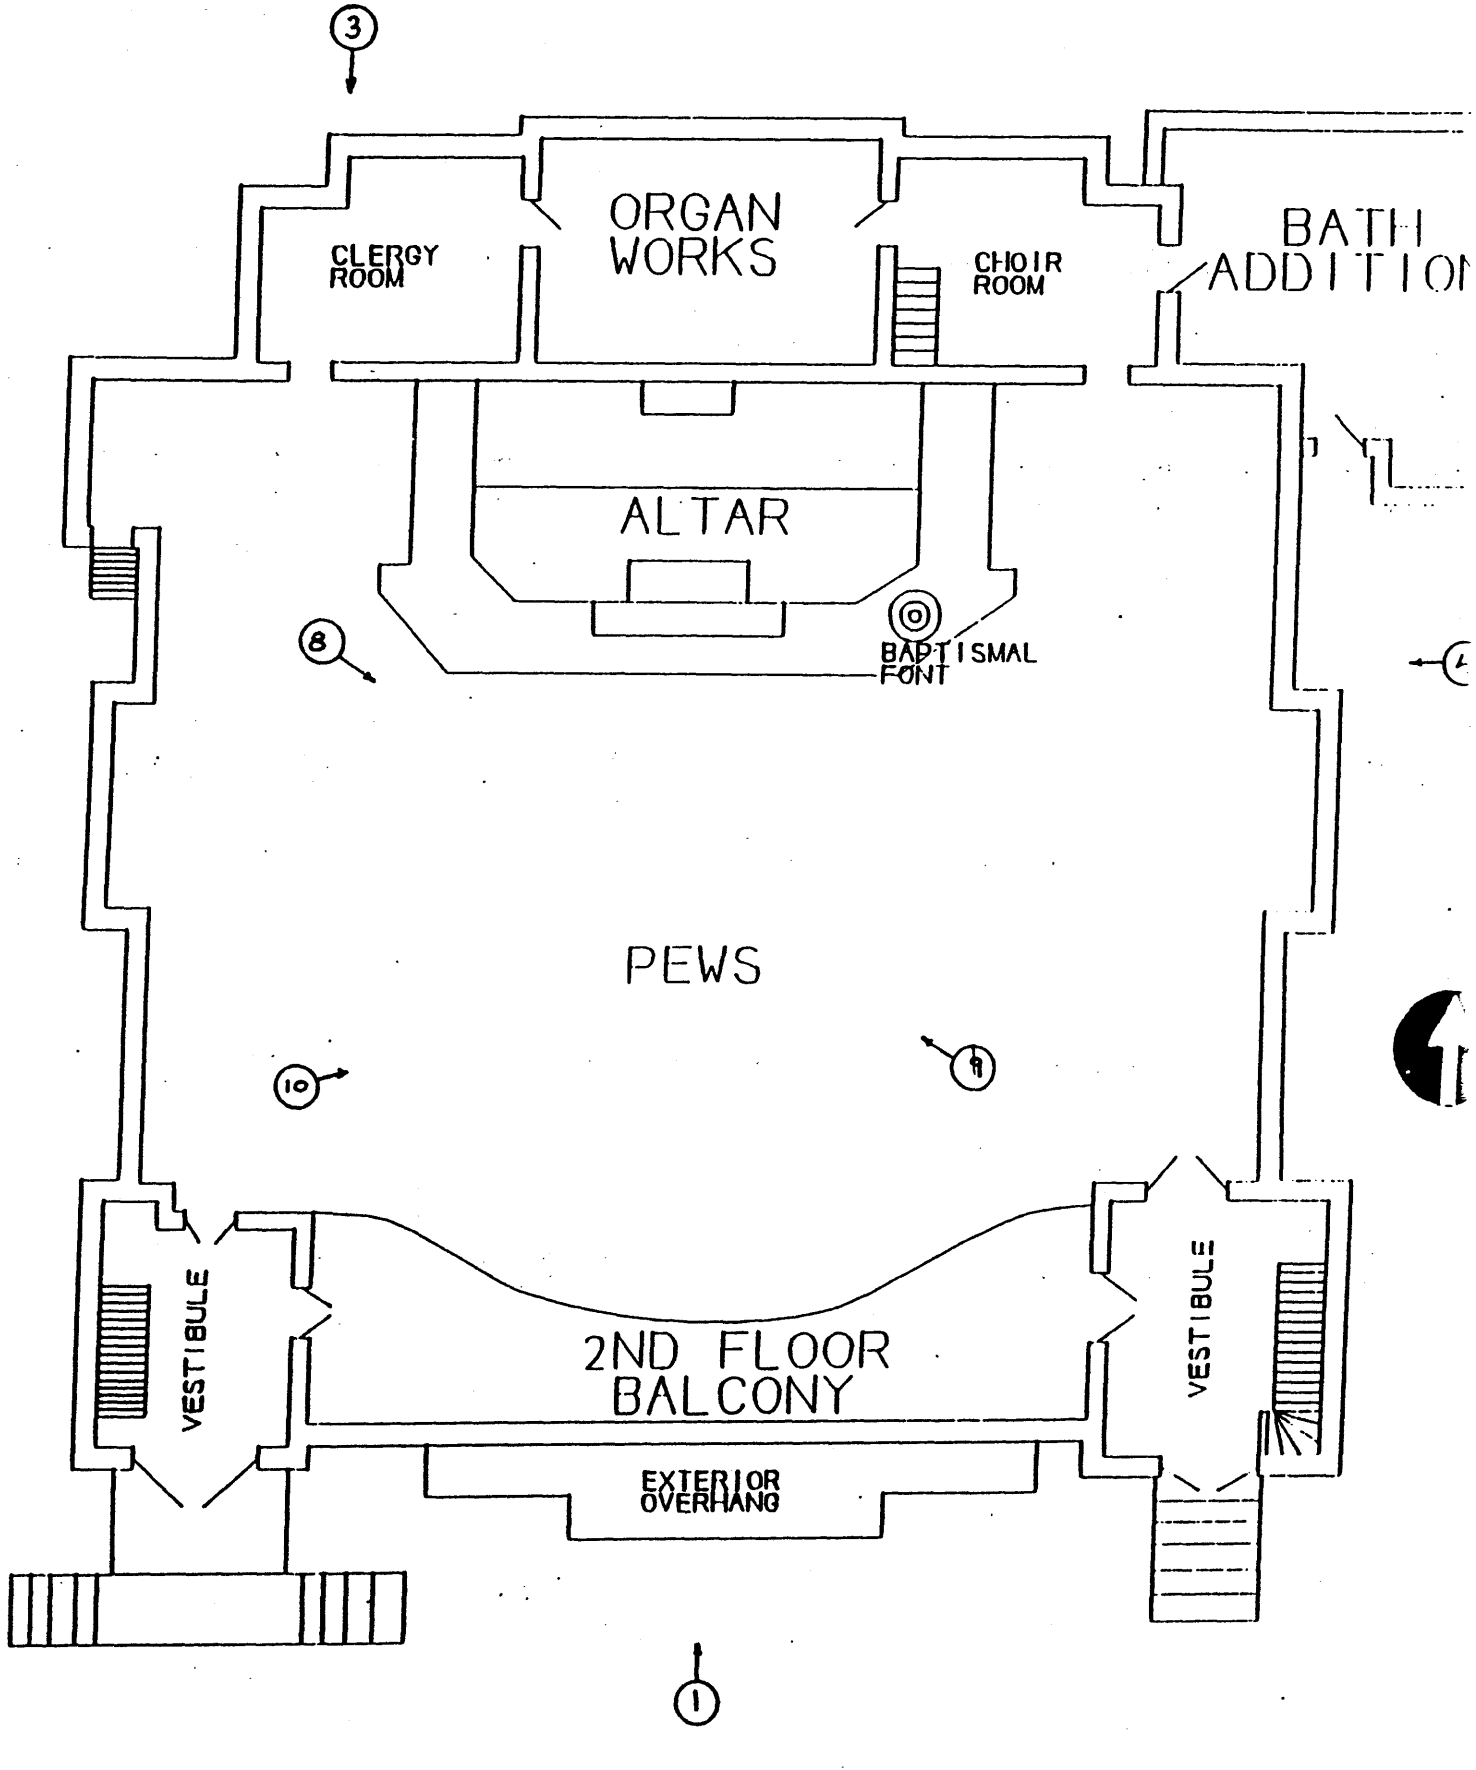 3
ORGAN
WORKS
BATH
ADDITION
CLERGY
ROOM
CHOIR
ROOM
ALTAR
8
BAPTISMAL
FONT
4
PEWS
9
10
VESTIBULE
VESTIBULE
2ND FLOOR
BALCONY
EXTERIOR
OVERHANG
1